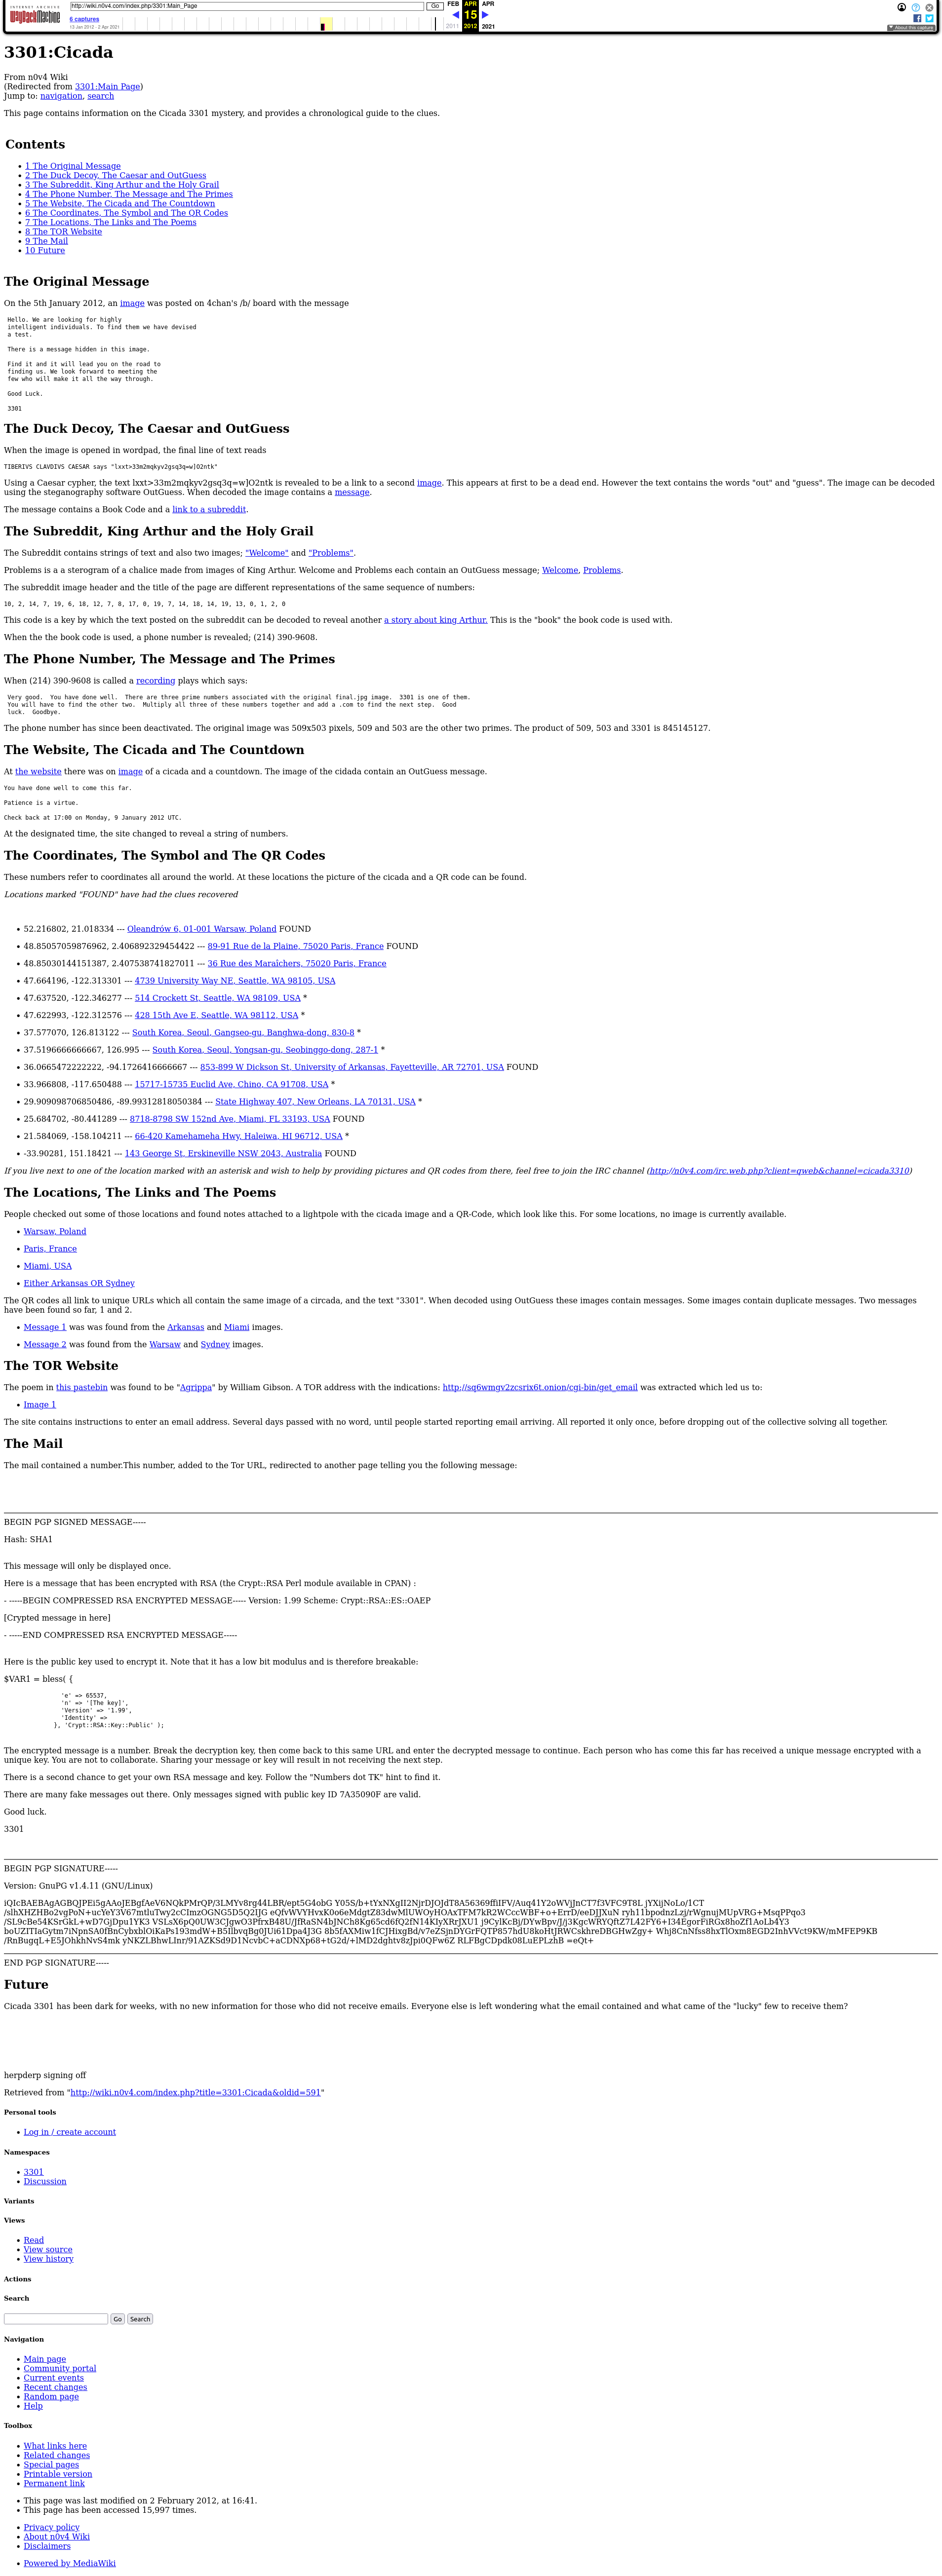 INTERNET ARCHIVE
WayBackMachine
http://wiki.n0v4.com/index.php/3301:Main_Page
Go
FEB APR APR
15
2011 2012 2021
6 captures
13 Jan 2012 - 2 Apr 2021
About this capture
3301:Cicada
From n0v4 Wiki
(Redirected from 3301:Main Page)
Jump to: navigation, search
This page contains information on the Cicada 3301 mystery, and provides a chronological guide to the clues.
Contents
• 1 The Original Message
• 2 The Duck Decoy, The Caesar and OutGuess
• 3 The Subreddit, King Arthur and the Holy Grail
• 4 The Phone Number, The Message and The Primes
• 5 The Website, The Cicada and The Countdown
• 6 The Coordinates, The Symbol and The QR Codes
• 7 The Locations, The Links and The Poems
• 8 The TOR Website
• 9 The Mail
• 10 Future
The Original Message
On the 5th January 2012, an image was posted on 4chan's /b/ board with the message
Hello. We are looking for highly
intelligent individuals. To find them we have devised
a test.
There is a message hidden in this image.
Find it and it will lead you on the road to
finding us. We look forward to meeting the
few who will make it all the way through.
Good Luck.
3301
The Duck Decoy, The Caesar and OutGuess
When the image is opened in wordpad, the final line of text reads
TIBERIVS CLAVDIVS CAESAR says "lxxt>33m2mqkyv2gsq3q=w]O2ntk"
Using a Caesar cypher, the text lxxt>33m2mqkyv2gsq3q=w]O2ntk is revealed to be a link to a second image. This appears at first to be a dead end. However the text contains the words "out" and "guess". The image can be decoded
using the steganography software OutGuess. When decoded the image contains a message.
The message contains a Book Code and a link to a subreddit.
The Subreddit, King Arthur and the Holy Grail
The Subreddit contains strings of text and also two images; "Welcome" and "Problems".
Problems is a a sterogram of a chalice made from images of King Arthur. Welcome and Problems each contain an OutGuess message; Welcome, Problems.
The subreddit image header and the title of the page are different representations of the same sequence of numbers:
10, 2, 14, 7, 19, 6, 18, 12, 7, 8, 17, 0, 19, 7, 14, 18, 14, 19, 13, 0, 1, 2, 0
This code is a key by which the text posted on the subreddit can be decoded to reveal another a story about king Arthur. This is the "book" the book code is used with.
When the the book code is used, a phone number is revealed; (214) 390-9608.
The Phone Number, The Message and The Primes
When (214) 390-9608 is called a recording plays which says:
Very good.  You have done well.  There are three prime numbers associated with the original final.jpg image.  3301 is one of them.
You will have to find the other two.  Multiply all three of these numbers together and add a .com to find the next step.  Good
luck.  Goodbye.
The phone number has since been deactivated. The original image was 509x503 pixels, 509 and 503 are the other two primes. The product of 509, 503 and 3301 is 845145127.
The Website, The Cicada and The Countdown
At the website there was on image of a cicada and a countdown. The image of the cidada contain an OutGuess message.
You have done well to come this far.
Patience is a virtue.
Check back at 17:00 on Monday, 9 January 2012 UTC.
At the designated time, the site changed to reveal a string of numbers.
The Coordinates, The Symbol and The QR Codes
These numbers refer to coordinates all around the world. At these locations the picture of the cicada and a QR code can be found.
Locations marked "FOUND" have had the clues recovered
• 52.216802, 21.018334 --- Oleandrów 6, 01-001 Warsaw, Poland FOUND
• 48.85057059876962, 2.406892329454422 --- 89-91 Rue de la Plaine, 75020 Paris, France FOUND
• 48.85030144151387, 2.407538741827011 --- 36 Rue des Maraîchers, 75020 Paris, France
• 47.664196, -122.313301 --- 4739 University Way NE, Seattle, WA 98105, USA
• 47.637520, -122.346277 --- 514 Crockett St, Seattle, WA 98109, USA *
• 47.622993, -122.312576 --- 428 15th Ave E, Seattle, WA 98112, USA *
• 37.577070, 126.813122 --- South Korea, Seoul, Gangseo-gu, Banghwa-dong, 830-8 *
• 37.5196666666667, 126.995 --- South Korea, Seoul, Yongsan-gu, Seobinggo-dong, 287-1 *
• 36.0665472222222, -94.1726416666667 --- 853-899 W Dickson St, University of Arkansas, Fayetteville, AR 72701, USA FOUND
• 33.966808, -117.650488 --- 15717-15735 Euclid Ave, Chino, CA 91708, USA *
• 29.909098706850486, -89.99312818050384 --- State Highway 407, New Orleans, LA 70131, USA *
• 25.684702, -80.441289 --- 8718-8798 SW 152nd Ave, Miami, FL 33193, USA FOUND
• 21.584069, -158.104211 --- 66-420 Kamehameha Hwy, Haleiwa, HI 96712, USA *
• -33.90281, 151.18421 --- 143 George St, Erskineville NSW 2043, Australia FOUND
If you live next to one of the location marked with an asterisk and wish to help by providing pictures and QR codes from there, feel free to join the IRC channel (http://n0v4.com/irc.web.php?client=qweb&channel=cicada3310)
The Locations, The Links and The Poems
People checked out some of those locations and found notes attached to a lightpole with the cicada image and a QR-Code, which look like this. For some locations, no image is currently available.
• Warsaw, Poland
• Paris, France
• Miami, USA
• Either Arkansas OR Sydney
The QR codes all link to unique URLs which all contain the same image of a circada, and the text "3301". When decoded using OutGuess these images contain messages. Some images contain duplicate messages. Two messages
have been found so far, 1 and 2.
• Message 1 was was found from the Arkansas and Miami images.
• Message 2 was found from the Warsaw and Sydney images.
The TOR Website
The poem in this pastebin was found to be "Agrippa" by William Gibson. A TOR address with the indications: http://sq6wmgv2zcsrix6t.onion/cgi-bin/get_email was extracted which led us to:
• Image 1
The site contains instructions to enter an email address. Several days passed with no word, until people started reporting email arriving. All reported it only once, before dropping out of the collective solving all together.
The Mail
The mail contained a number.This number, added to the Tor URL, redirected to another page telling you the following message:
BEGIN PGP SIGNED MESSAGE-----
Hash: SHA1
This message will only be displayed once.
Here is a message that has been encrypted with RSA (the Crypt::RSA Perl module available in CPAN) :
- -----BEGIN COMPRESSED RSA ENCRYPTED MESSAGE----- Version: 1.99 Scheme: Crypt::RSA::ES::OAEP
[Crypted message in here]
- -----END COMPRESSED RSA ENCRYPTED MESSAGE-----
Here is the public key used to encrypt it. Note that it has a low bit modulus and is therefore breakable:
$VAR1 = bless( {
'e' => 65537,
'n' => '[The key]',
'Version' => '1.99',
'Identity' =>
}, 'Crypt::RSA::Key::Public' );
The encrypted message is a number. Break the decryption key, then come back to this same URL and enter the decrypted message to continue. Each person who has come this far has received a unique message encrypted with a
unique key. You are not to collaborate. Sharing your message or key will result in not receiving the next step.
There is a second chance to get your own RSA message and key. Follow the "Numbers dot TK" hint to find it.
There are many fake messages out there. Only messages signed with public key ID 7A35090F are valid.
Good luck.
3301
BEGIN PGP SIGNATURE-----
Version: GnuPG v1.4.11 (GNU/Linux)
iQIcBAEBAgAGBQJPEi5gAAoJEBgfAeV6NQkPMrQP/3LMYv8rg44LBR/ept5G4obG Y05S/b+tYxNXgII2NjrDJOJdT8A56369ffiIFV/Auq41Y2oWVjJnCT7f3VFC9T8L jYXijNoLo/1CT
/slhXHZHBo2vgPqN+ucYeY3V67mtluTwy2cCImzOGNG5D5Q2IJG eQfvWVYHvxK0o6eMdgtZ83dwMlUWOyHOAxTFM7kR2WCccWBF+o+ErrD/eeDJJXuN ryh11bpodnzLzj/rWgnujMUpVRG+MsqPPqo3
/SL9cBe54KSrGkL+wD7GjDpu1YK3 VSLsX6pQ0UW3CJgwO3PfrxB48U/JfRaSN4bJNCh8Kg65cd6fQ2fN14KIyXRrJXU1 j9CylKcBj/DYwBpv/J/j3KgcWRYQftZ7L42FY6+I34EgorFiRGx8hoZf1AoLb4Y3
boUZITIaGytm7iNpnSA0fBnCybxblOiKaPs193mdW+B5IlbvqBg0JUi61Dpa4J3G 8b5fAXMiw1fCJHixgBd/v7eZSjnDYGrFQTP857hdU8koHtJRWCskhreDBGHwZgy+ Whj8CnNfss8hxTlOxm8EGD2InhVVct9KW/mMFEP9KB
/RnBugqL+E5JOhkhNvS4mk yNKZLBhwLInr/91AZKSd9D1NcvbC+aCDNXp68+tG2d/+lMD2dghtv8zJpi0QFw6Z RLFBgCDpdk08LuEPLzhB =eQt+
END PGP SIGNATURE-----
Future
Cicada 3301 has been dark for weeks, with no new information for those who did not receive emails. Everyone else is left wondering what the email contained and what came of the "lucky" few to receive them?
herpderp signing off
Retrieved from "http://wiki.n0v4.com/index.php?title=3301:Cicada&oldid=591"
Personal tools
• Log in / create account
Namespaces
• 3301
• Discussion
Variants
Views
• Read
• View source
• View history
Actions
Search
Go Search
Navigation
• Main page
• Community portal
• Current events
• Recent changes
• Random page
• Help
Toolbox
• What links here
• Related changes
• Special pages
• Printable version
• Permanent link
• This page was last modified on 2 February 2012, at 16:41.
• This page has been accessed 15,997 times.
• Privacy policy
• About n0v4 Wiki
• Disclaimers
• Powered by MediaWiki